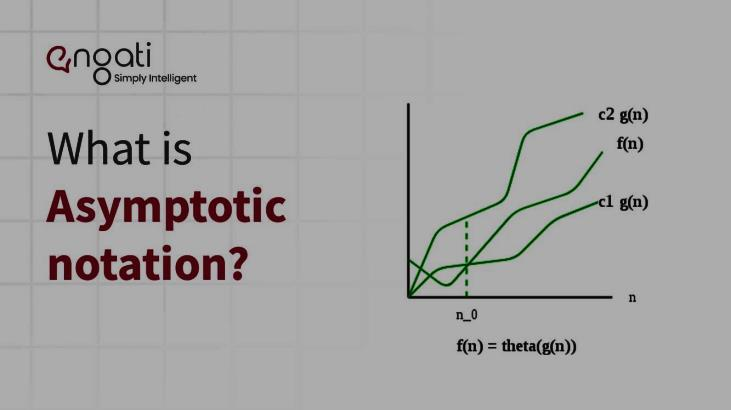 engati
Simply Intelligent
What is
Asymptotic
notation?
c2 g(n)
f(n)
c1 g(n)
n
n_0
f(n) = theta(g(n))